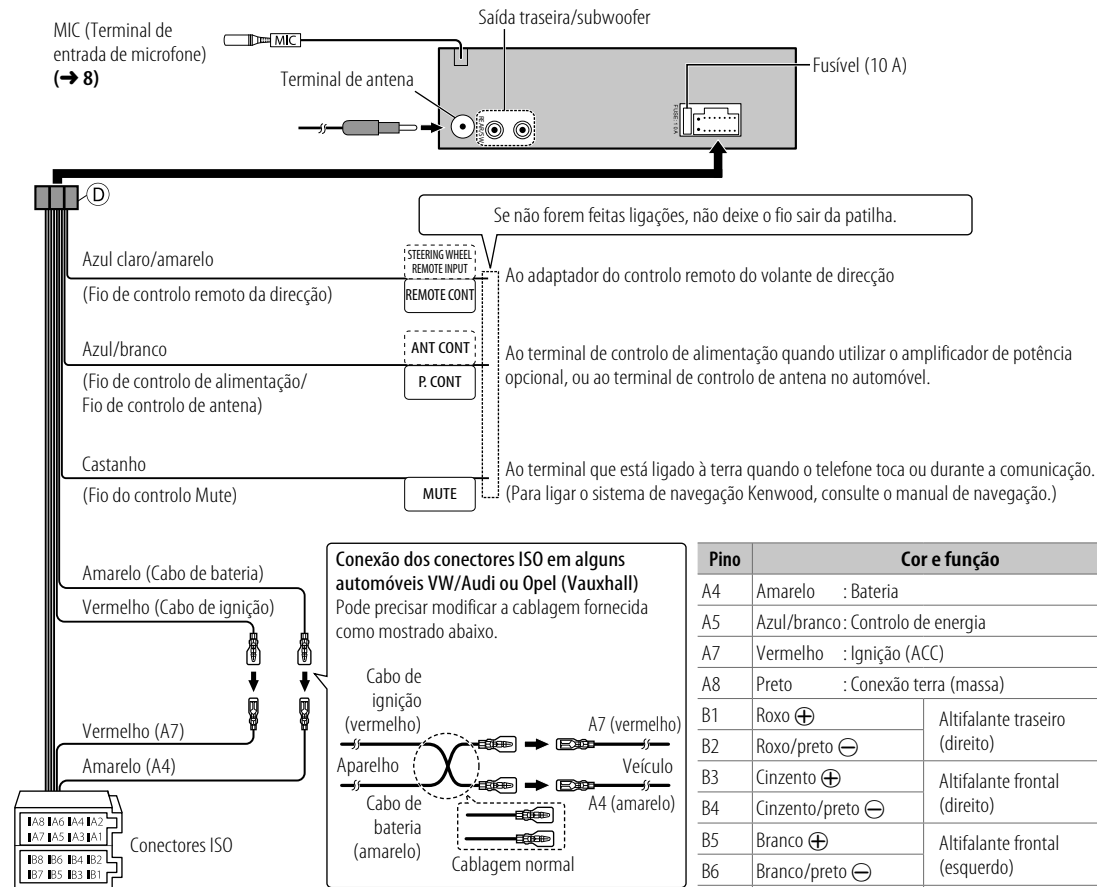 MIC (Terminal de
entrada de microfone)
(➜ 8)
MIC
Saída traseira/subwoofer
Terminal de antena
Fusível (10 A)
REAR/SW
FUSE: 10A
D
Se não forem feitas ligações, não deixe o fio sair da patilha.
Azul claro/amarelo
(Fio de controlo remoto da direcção)
STEERING WHEEL
REMOTE INPUT
REMOTE CONT
Ao adaptador do controlo remoto do volante de direcção
Azul/branco
(Fio de controlo de alimentação/
Fio de controlo de antena)
ANT CONT
P. CONT
Ao terminal de controlo de alimentação quando utilizar o amplificador de potência
opcional, ou ao terminal de controlo de antena no automóvel.
Castanho
(Fio do controlo Mute)
MUTE
Ao terminal que está ligado à terra quando o telefone toca ou durante a comunicação.
(Para ligar o sistema de navegação Kenwood, consulte o manual de navegação.)
Amarelo (Cabo de bateria)
Vermelho (Cabo de ignição)
Vermelho (A7)
Amarelo (A4)
A8 A6 A4 A2
A7 A5 A3 A1
B8 B6 B4 B2
B7 B5 B3 B1
Conectores ISO
Conexão dos conectores ISO em alguns
automóveis VW/Audi ou Opel (Vauxhall)
Pode precisar modificar a cablagem fornecida
como mostrado abaixo.
Cabo de
ignição
(vermelho)
A7 (vermelho)
Aparelho
Veículo
Cabo de
bateria
(amarelo)
A4 (amarelo)
Cablagem normal
Pino Cor e função
A4 Amarelo : Bateria
A5 Azul/branco : Controlo de energia
A7 Vermelho : Ignição (ACC)
A8 Preto : Conexão terra (massa)
B1 Roxo ⊕ Altifalante traseiro
B2 Roxo/preto ⊖ (direito)
B3 Cinzento ⊕ Altifalante frontal
B4 Cinzento/preto ⊖ (direito)
B5 Branco ⊕ Altifalante frontal
B6 Branco/preto ⊖ (esquerdo)